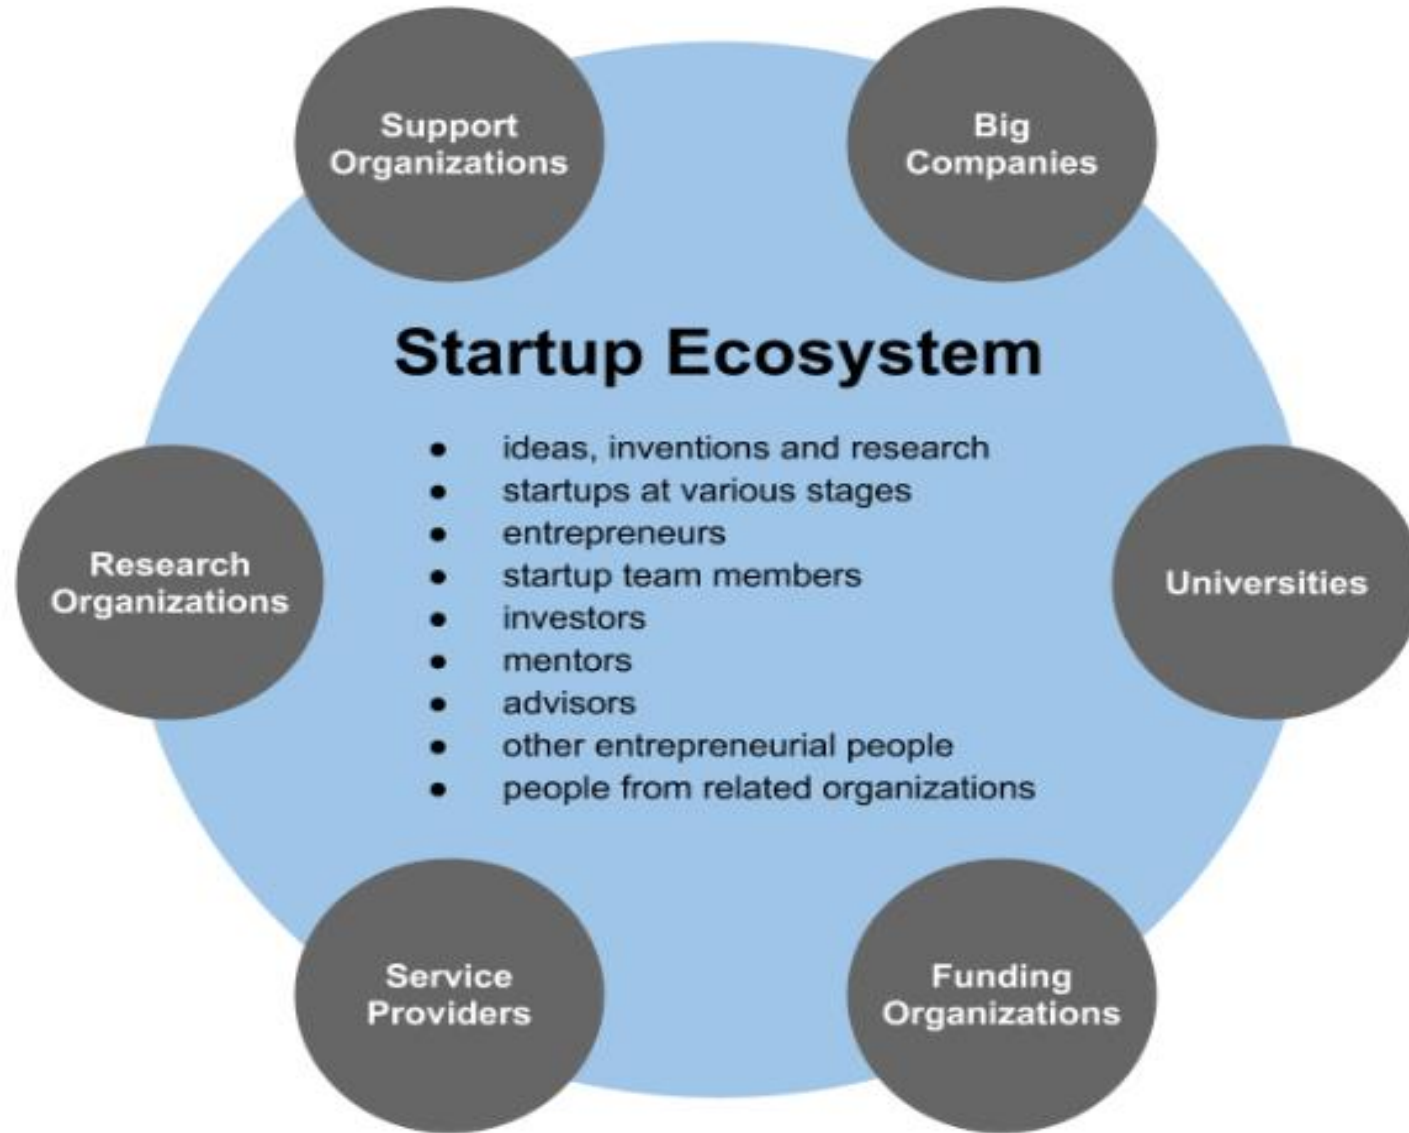 Support
Organizations
Big
Companies
Startup Ecosystem
● ideas, inventions and research
● startups at various stages
● entrepreneurs
● startup team members
● investors
● mentors
● advisors
● other entrepreneurial people
● people from related organizations
Research
Organizations
Universities
Service
Providers
Funding
Organizations